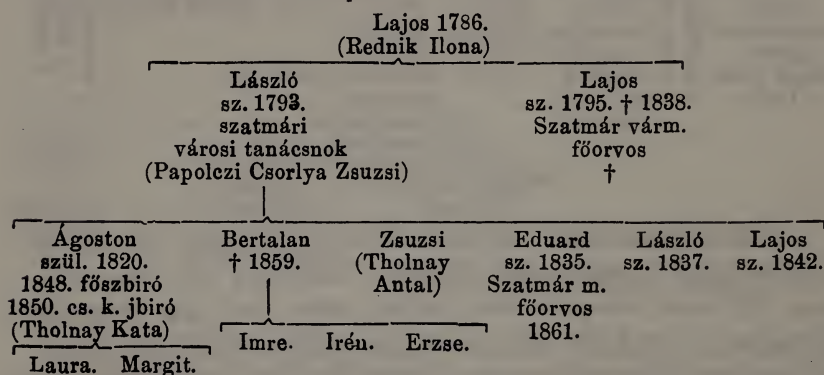 Lajos 1786.
(Rednik Ilona)
László
sz. 1793.
szatmári
városi tanácsnok
(Papolczi Csorlya Zsuzsi)
Lajos
sz. 1795. † 1838.
Szatmár várm.
főorvos
†
Ágoston
szül. 1820.
1848. főszbiró
1850. cs. k. jbiró
(Tholnay Kata)
Laura. Margit.
Bertalan
† 1859.
Imre. Irén. Erzse.
Zsuzsi
(Tholnay
Antal)
Eduard
sz. 1835.
Szatmár m.
főorvos
1861.
László
sz. 1837.
Lajos
sz. 1842.